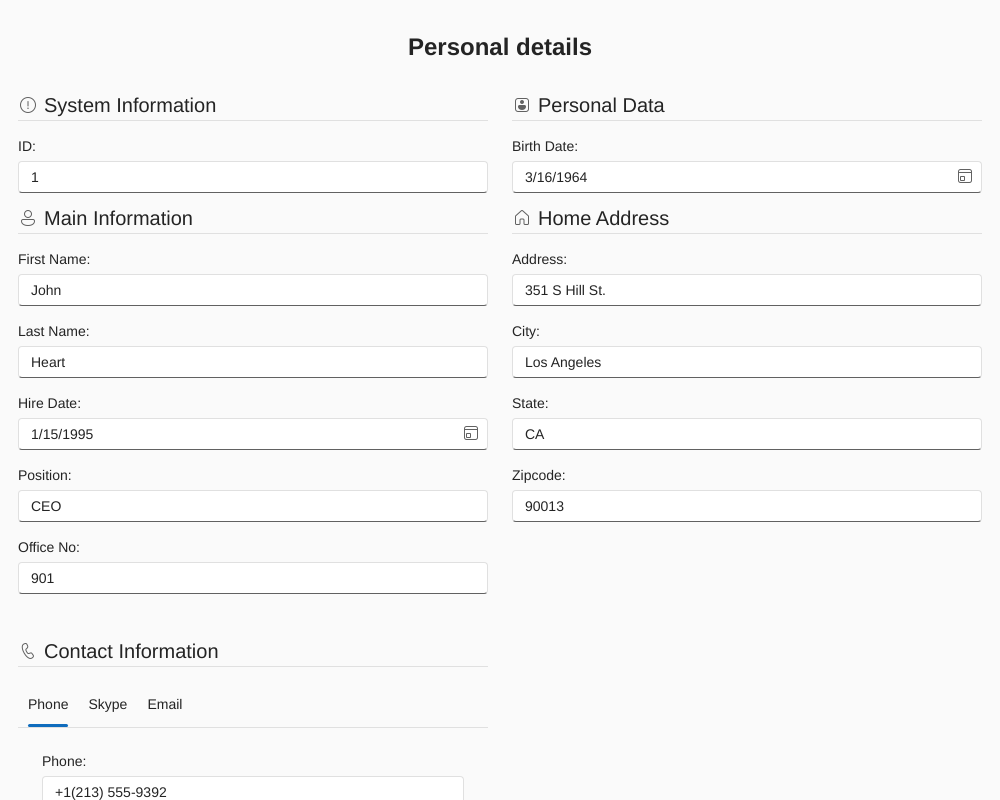 Personal details
System Information
ID:
1
Main Information
First Name:
John
Last Name:
Heart
Hire Date:
1/15/1995
Position:
CEO
Office No:
901
Personal Data
Birth Date:
3/16/1964
Home Address
Address:
351 S Hill St.
City:
Los Angeles
State:
CA
Zipcode:
90013
Contact Information
Phone Skype Email
Phone:
+1(213) 555-9392